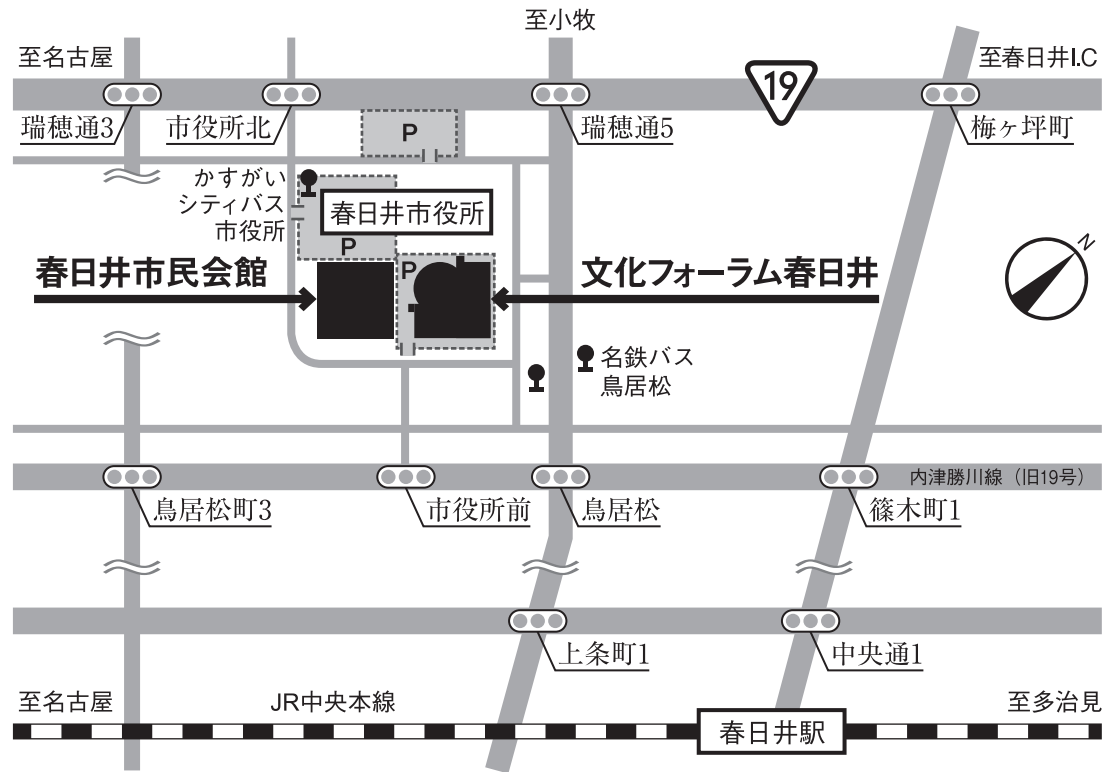 至小牧
至名古屋
19
至春日井I.C
瑞穂通3
市役所北
P
瑞穂通5
梅ヶ坪町
かすがい
シティバス
市役所
春日井市役所
P
N
春日井市民会館
P
文化フォーラム春日井
名鉄バス
鳥居松
内津勝川線（旧19号）
鳥居松町3
市役所前
鳥居松
篠木町1
上条町1
中央通1
至名古屋
JR中央本線
至多治見
春日井駅